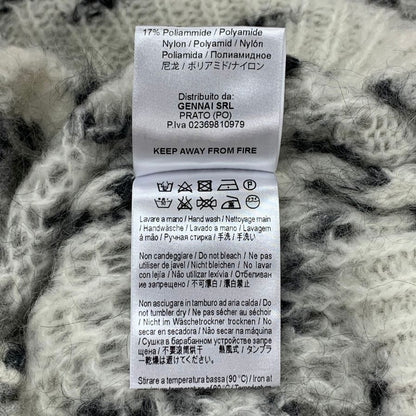 17% Poliammide / Polyamide
Nylon / Polyamid / Nylón
Poliamida / Полиамидное
尼龙 / ポリアミド/ナイロン
Distribuito da:
GENNAI SRL
PRATO (PO)
P.Iva 02369810979
KEEP AWAY FROM FIRE
Lavare a mano / Hand wash / Nettoyage main
/ Handwäsche / Lavado a mano / Lavagem
à mão / Ручная стирка / 手洗 / 手洗い
Non candeggiare / Do not bleach / Ne pas
utiliser de javel / Nicht bleichen / No lavar
con lejía / Não utilizar lixívia / Отбеливание
запрещено / 不可漂白 / 漂白しない
Non asciugare in tamburo ad aria calda / Do
not tumbler dry / Ne pas sécher au séchoir
/ Nicht im Wäschetrockner trocknen / No
secar en secadora / Não secar na máquina
/ Сушка в барабанном устройстве запре
щено / 不要滚筒烘干 / 熱風式 / タンブラ
ー乾燥は避けてください
Stirare a temperatura bassa (90°C) / Iron at